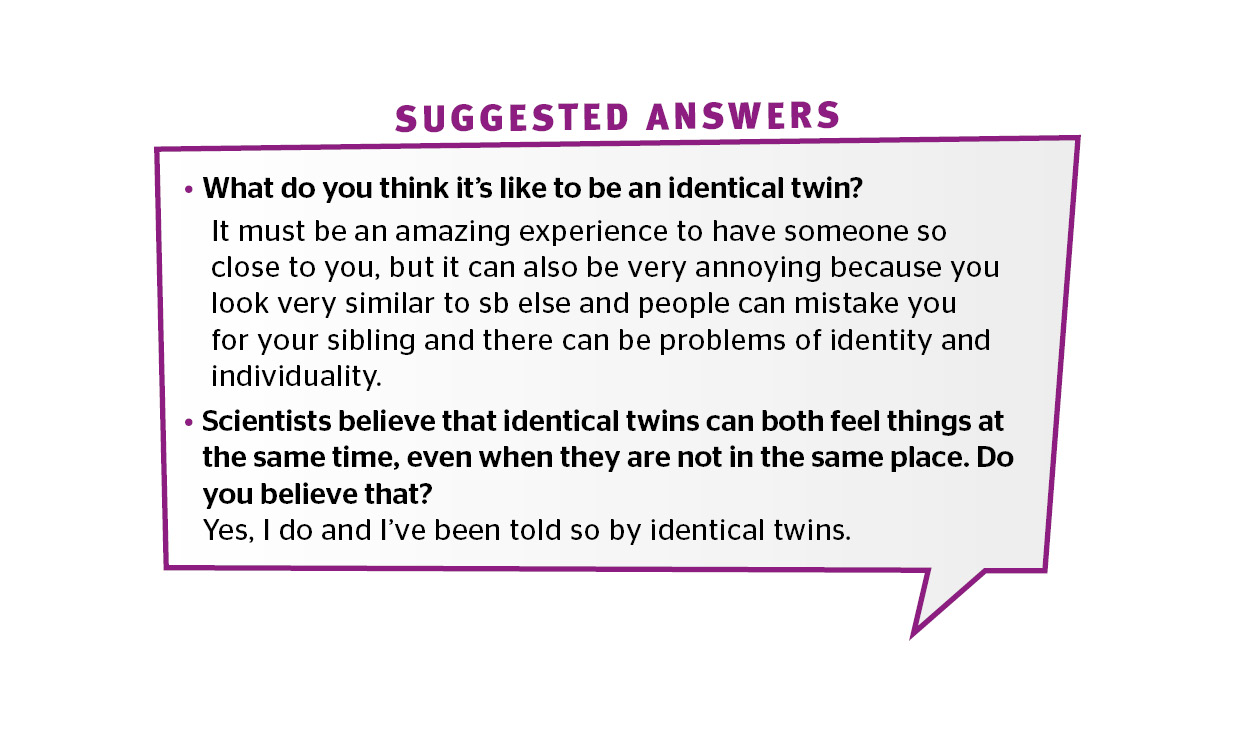 SUGGESTED ANSWERS
• What do you think it's like to be an identical twin?
It must be an amazing experience to have someone so
close to you, but it can also be very annoying because you
look very similar to sb else and people can mistake you
for your sibling and there can be problems of identity and
individuality.
• Scientists believe that identical twins can both feel things at
the same time, even when they are not in the same place. Do
you believe that?
Yes, I do and I've been told so by identical twins.